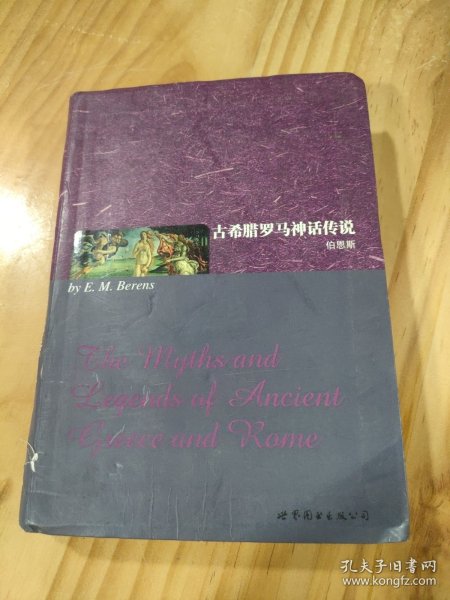 古希腊罗马神话传说
伯恩斯
by E. M. Berens
The Myths and
Legends of Ancient
Greece and Rome
世界图书出版公司
孔夫子旧书网
www.kongfz.com